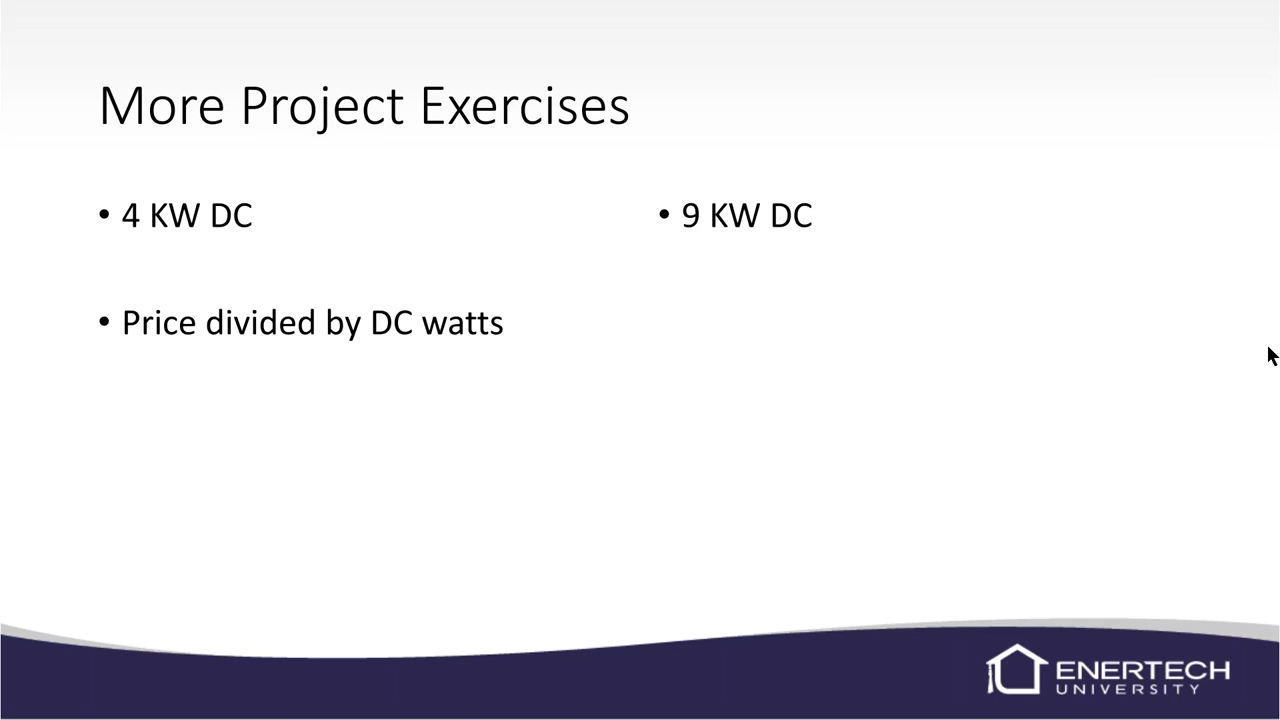 More Project Exercises
• 4 KW DC
• Price divided by DC watts
• 9 KW DC
ENERTECH
UNIVERSITY